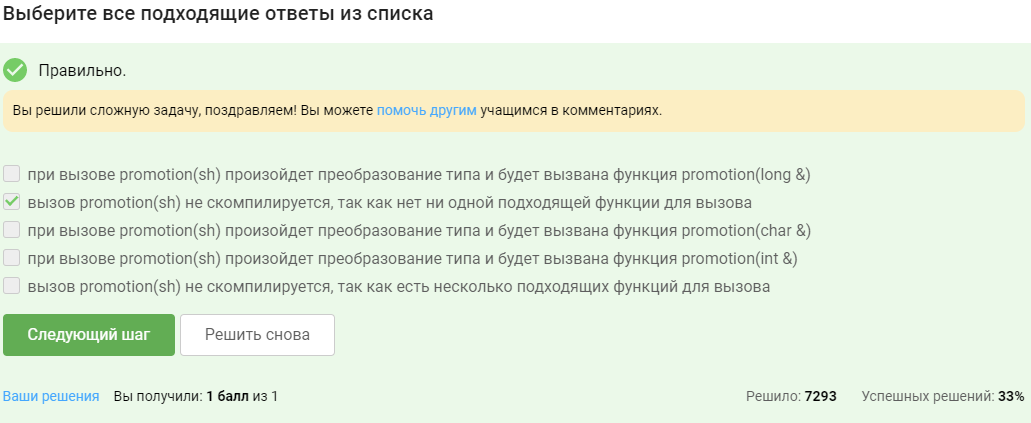 Выберите все подходящие ответы из списка
Правильно.
Вы решили сложную задачу, поздравляем! Вы можете помочь другим учащимся в комментариях.
при вызове promotion(sh) произойдет преобразование типа и будет вызвана функция promotion(long &)
вызов promotion(sh) не скомпилируется, так как нет ни одной подходящей функции для вызова
при вызове promotion(sh) произойдет преобразование типа и будет вызвана функция promotion(char &)
при вызове promotion(sh) произойдет преобразование типа и будет вызвана функция promotion(int &)
вызов promotion(sh) не скомпилируется, так как есть несколько подходящих функций для вызова
Следующий шаг Решить снова
Ваши решения Вы получили: 1 балл из 1 Решило: 7293 Успешных решений: 33%